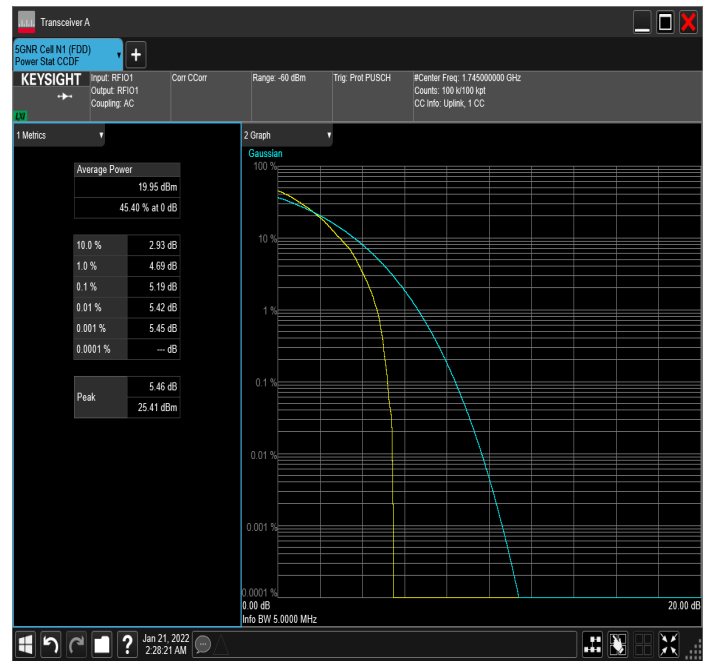 Transceiver A
5GNR Cell N1 (FDD)
Power Stat CCDF
KEYSIGHT
LXI
Input: RFIO1
Output: RFIO1
Coupling: AC
Corr CCorr
Range: -60 dBm
Trig: Prot PUSCH
#Center Freq: 1.745000000 GHz
Counts: 100 k/100 kpt
CC Info: Uplink, 1 CC
1 Metrics
Average Power
19.95 dBm
45.40 % at 0 dB
10.0 % 2.93 dB
1.0 % 4.69 dB
0.1 % 5.19 dB
0.01 % 5.42 dB
0.001 % 5.45 dB
0.0001 % --- dB
Peak
5.46 dB
25.41 dBm
2 Graph
Gaussian
100 %
10 %
1 %
0.1 %
0.01 %
0.001 %
0.0001 %
0.00 dB 20.00 dB
Info BW 5.0000 MHz
? Jan 21, 2022
2:28:21 AM